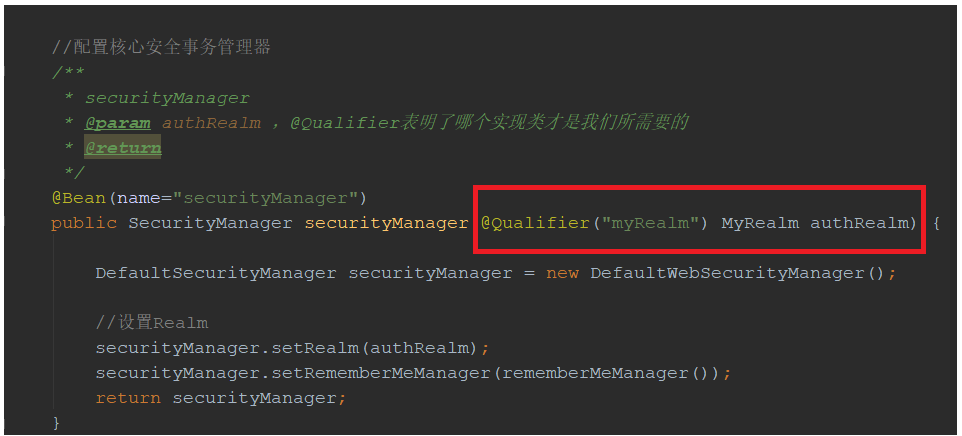 //配置核心安全事务管理器
/**
* securityManager
* @param authRealm ，@Qualifier表明了哪个实现类才是我们所需要的
* @return
*/
@Bean(name="securityManager")
public SecurityManager securityManager @Qualifier("myRealm") MyRealm authRealm) {
DefaultSecurityManager securityManager = new DefaultWebSecurityManager();
//设置Realm
securityManager.setRealm(authRealm);
securityManager.setRememberMeManager(rememberMeManager());
return securityManager;
}